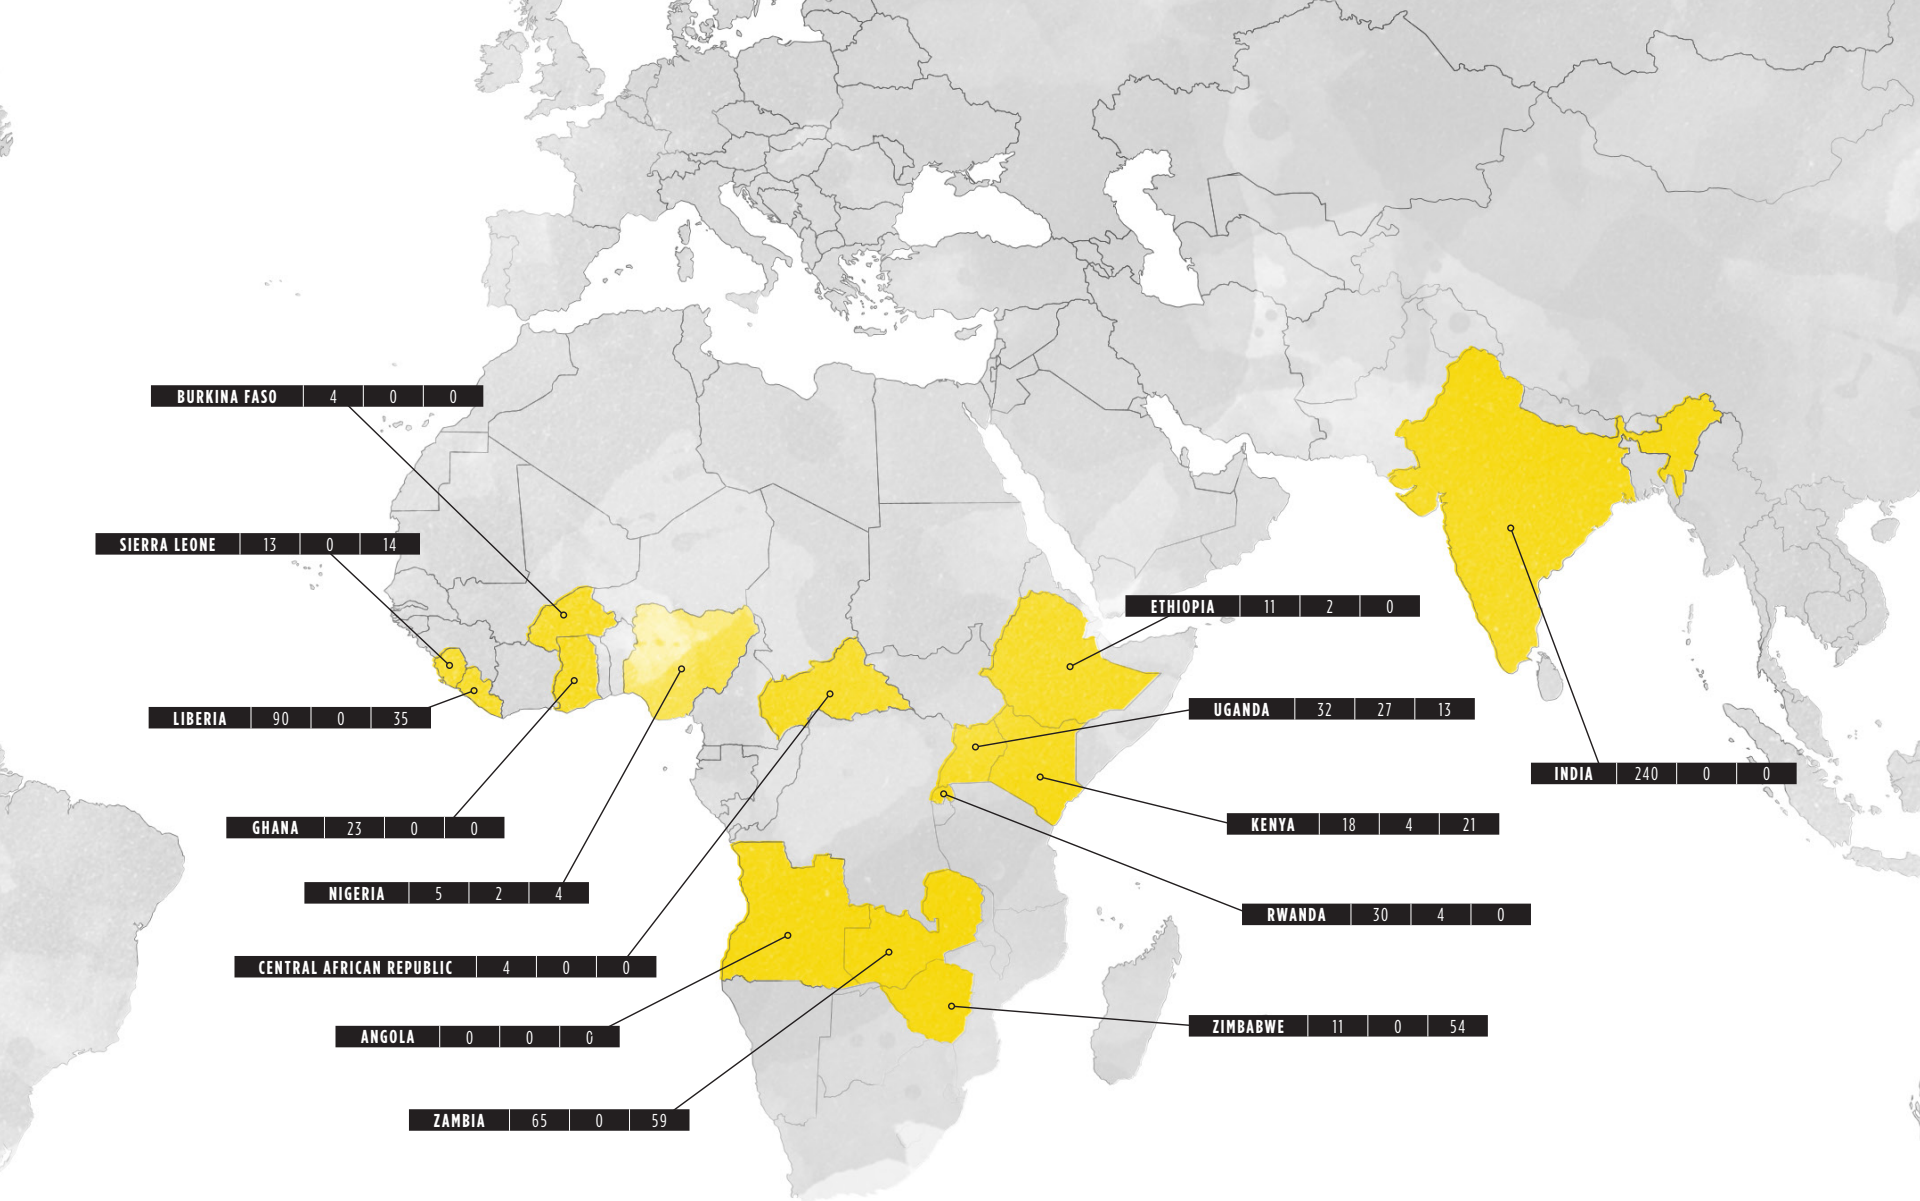 BURKINA FASO 4 0 0
SIERRA LEONE 13 0 14
ETHIOPIA 11 2 0
UGANDA 32 27 13
LIBERIA 90 0 35
INDIA 240 0 0
KENYA 18 4 21
GHANA 23 0 0
NIGERIA 5 2 4
RWANDA 30 4 0
CENTRAL AFRICAN REPUBLIC 4 0 0
ZIMBABWE 11 0 54
ANGOLA 0 0 0
ZAMBIA 65 0 59